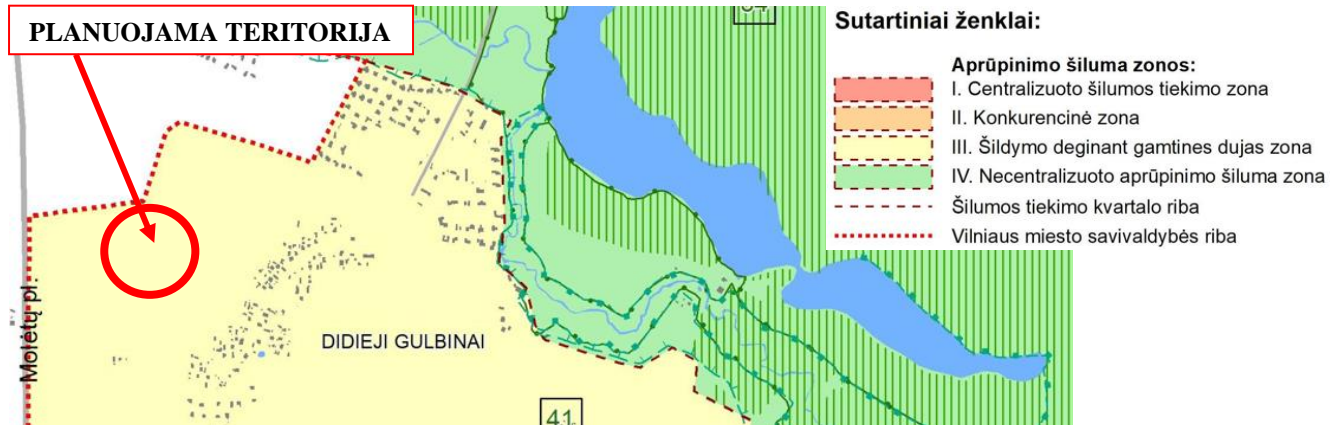 PLANUOJAMA TERITORIJA
Molėtų pl.
DIDIEJI GULBINAI
41
Sutartiniai ženklai:
Aprūpinimo šiluma zonos:
I. Centralizuoto šilumos tiekimo zona
II. Konkurencinė zona
III. Šildymo deginant gamtines dujas zona
IV. Necentralizuoto aprūpinimo šiluma zona
Šilumos tiekimo kvartalo riba
Vilniaus miesto savivaldybės riba